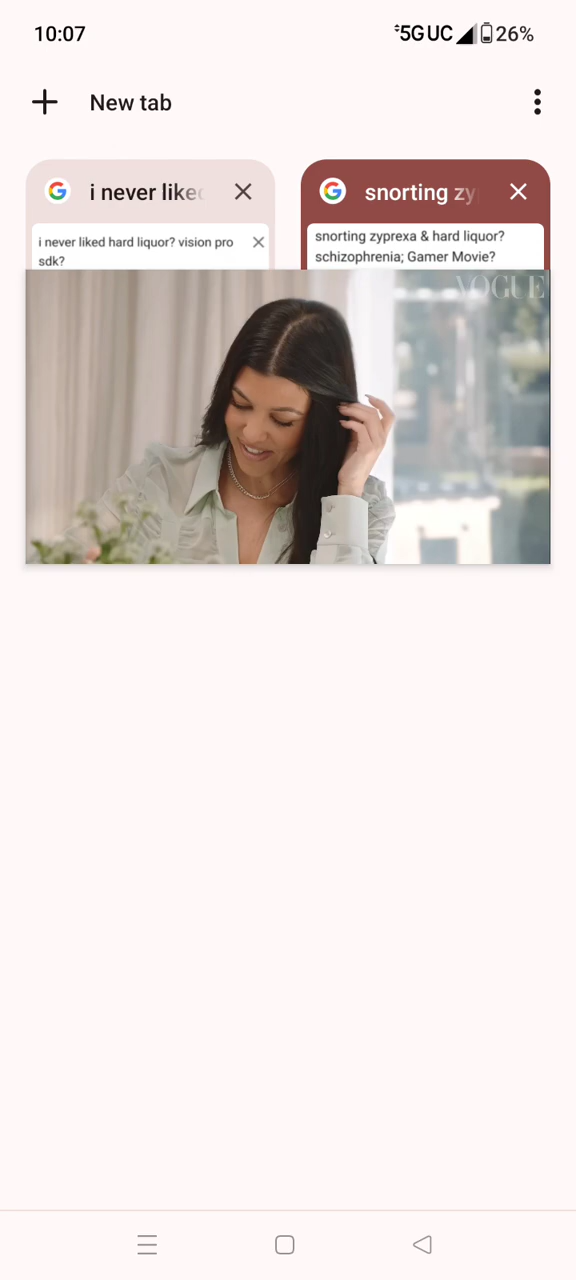 10:07
5G UC 26%
New tab
i never like
snorting zy
i never liked hard liquor? vision pro
sdk?
snorting zyprexa & hard liquor?
schizophrenia; Gamer Movie?
VOGUE